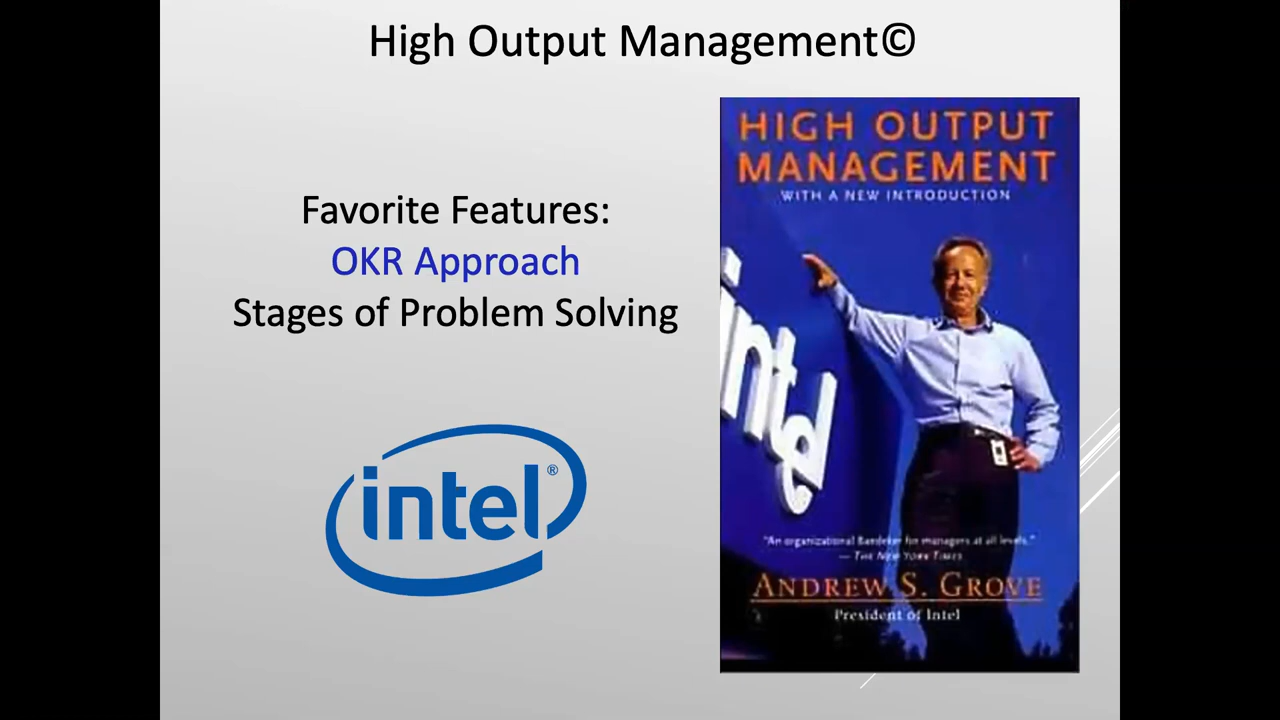 High Output Management©
Favorite Features:
OKR Approach
Stages of Problem Solving
intel®
HIGH OUTPUT
MANAGEMENT
WITH A NEW INTRODUCTION
intel
"An organizational Baedeker for managers at all levels."
— THE NEW YORK TIMES
ANDREW S. GROVE
President of Intel